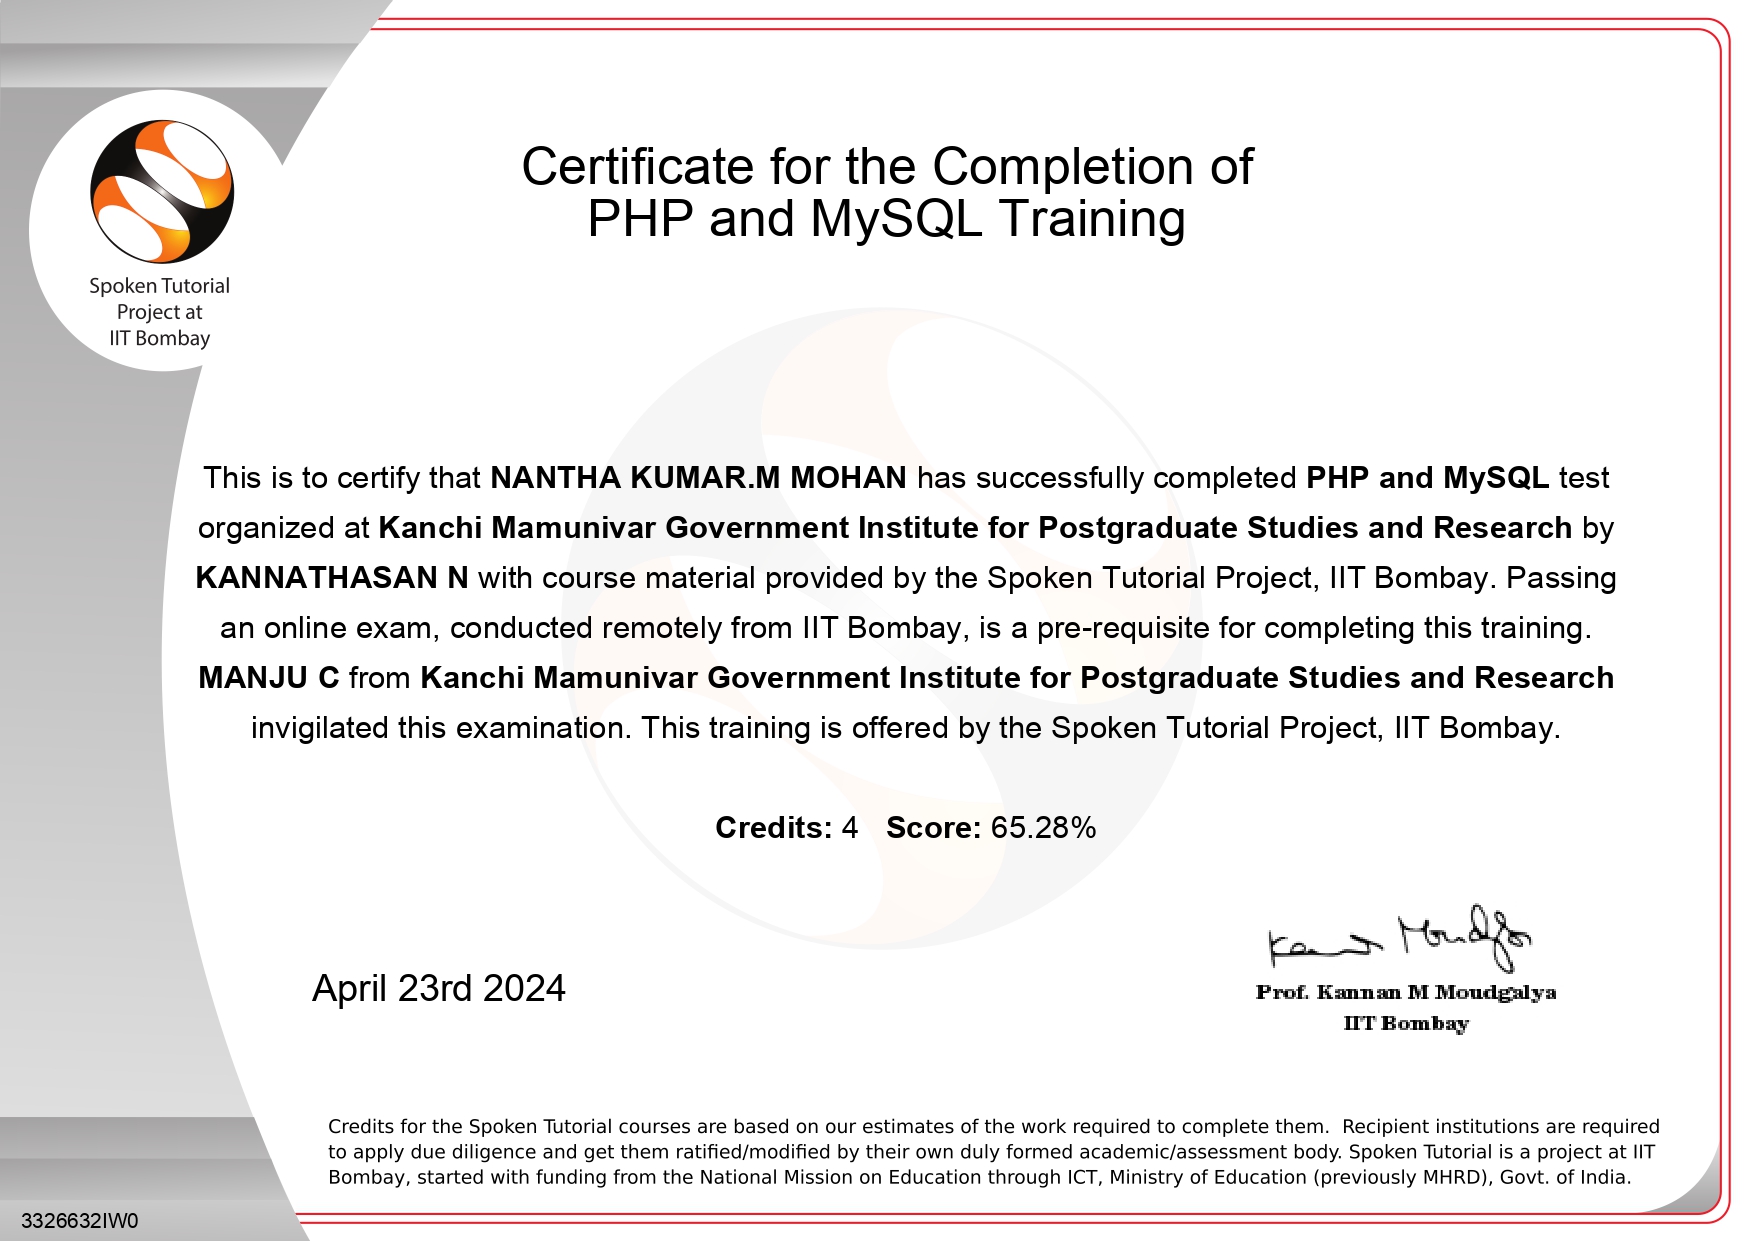 Certificate for the Completion of
PHP and MySQL Training
Spoken Tutorial
Project at
IIT Bombay
This is to certify that NANTHA KUMAR.M MOHAN has successfully completed PHP and MySQL test
organized at Kanchi Mamunivar Government Institute for Postgraduate Studies and Research by
KANNATHASAN N with course material provided by the Spoken Tutorial Project, IIT Bombay. Passing
an online exam, conducted remotely from IIT Bombay, is a pre-requisite for completing this training.
MANJU C from Kanchi Mamunivar Government Institute for Postgraduate Studies and Research
invigilated this examination. This training is offered by the Spoken Tutorial Project, IIT Bombay.
Credits: 4 Score: 65.28%
April 23rd 2024
Prof. Kannan M Moudgalya
IIT Bombay
Credits for the Spoken Tutorial courses are based on our estimates of the work required to complete them. Recipient institutions are required
to apply due diligence and get them ratified/modified by their own duly formed academic/assessment body. Spoken Tutorial is a project at IIT
Bombay, started with funding from the National Mission on Education through ICT, Ministry of Education (previously MHRD), Govt. of India.
3326632IW0